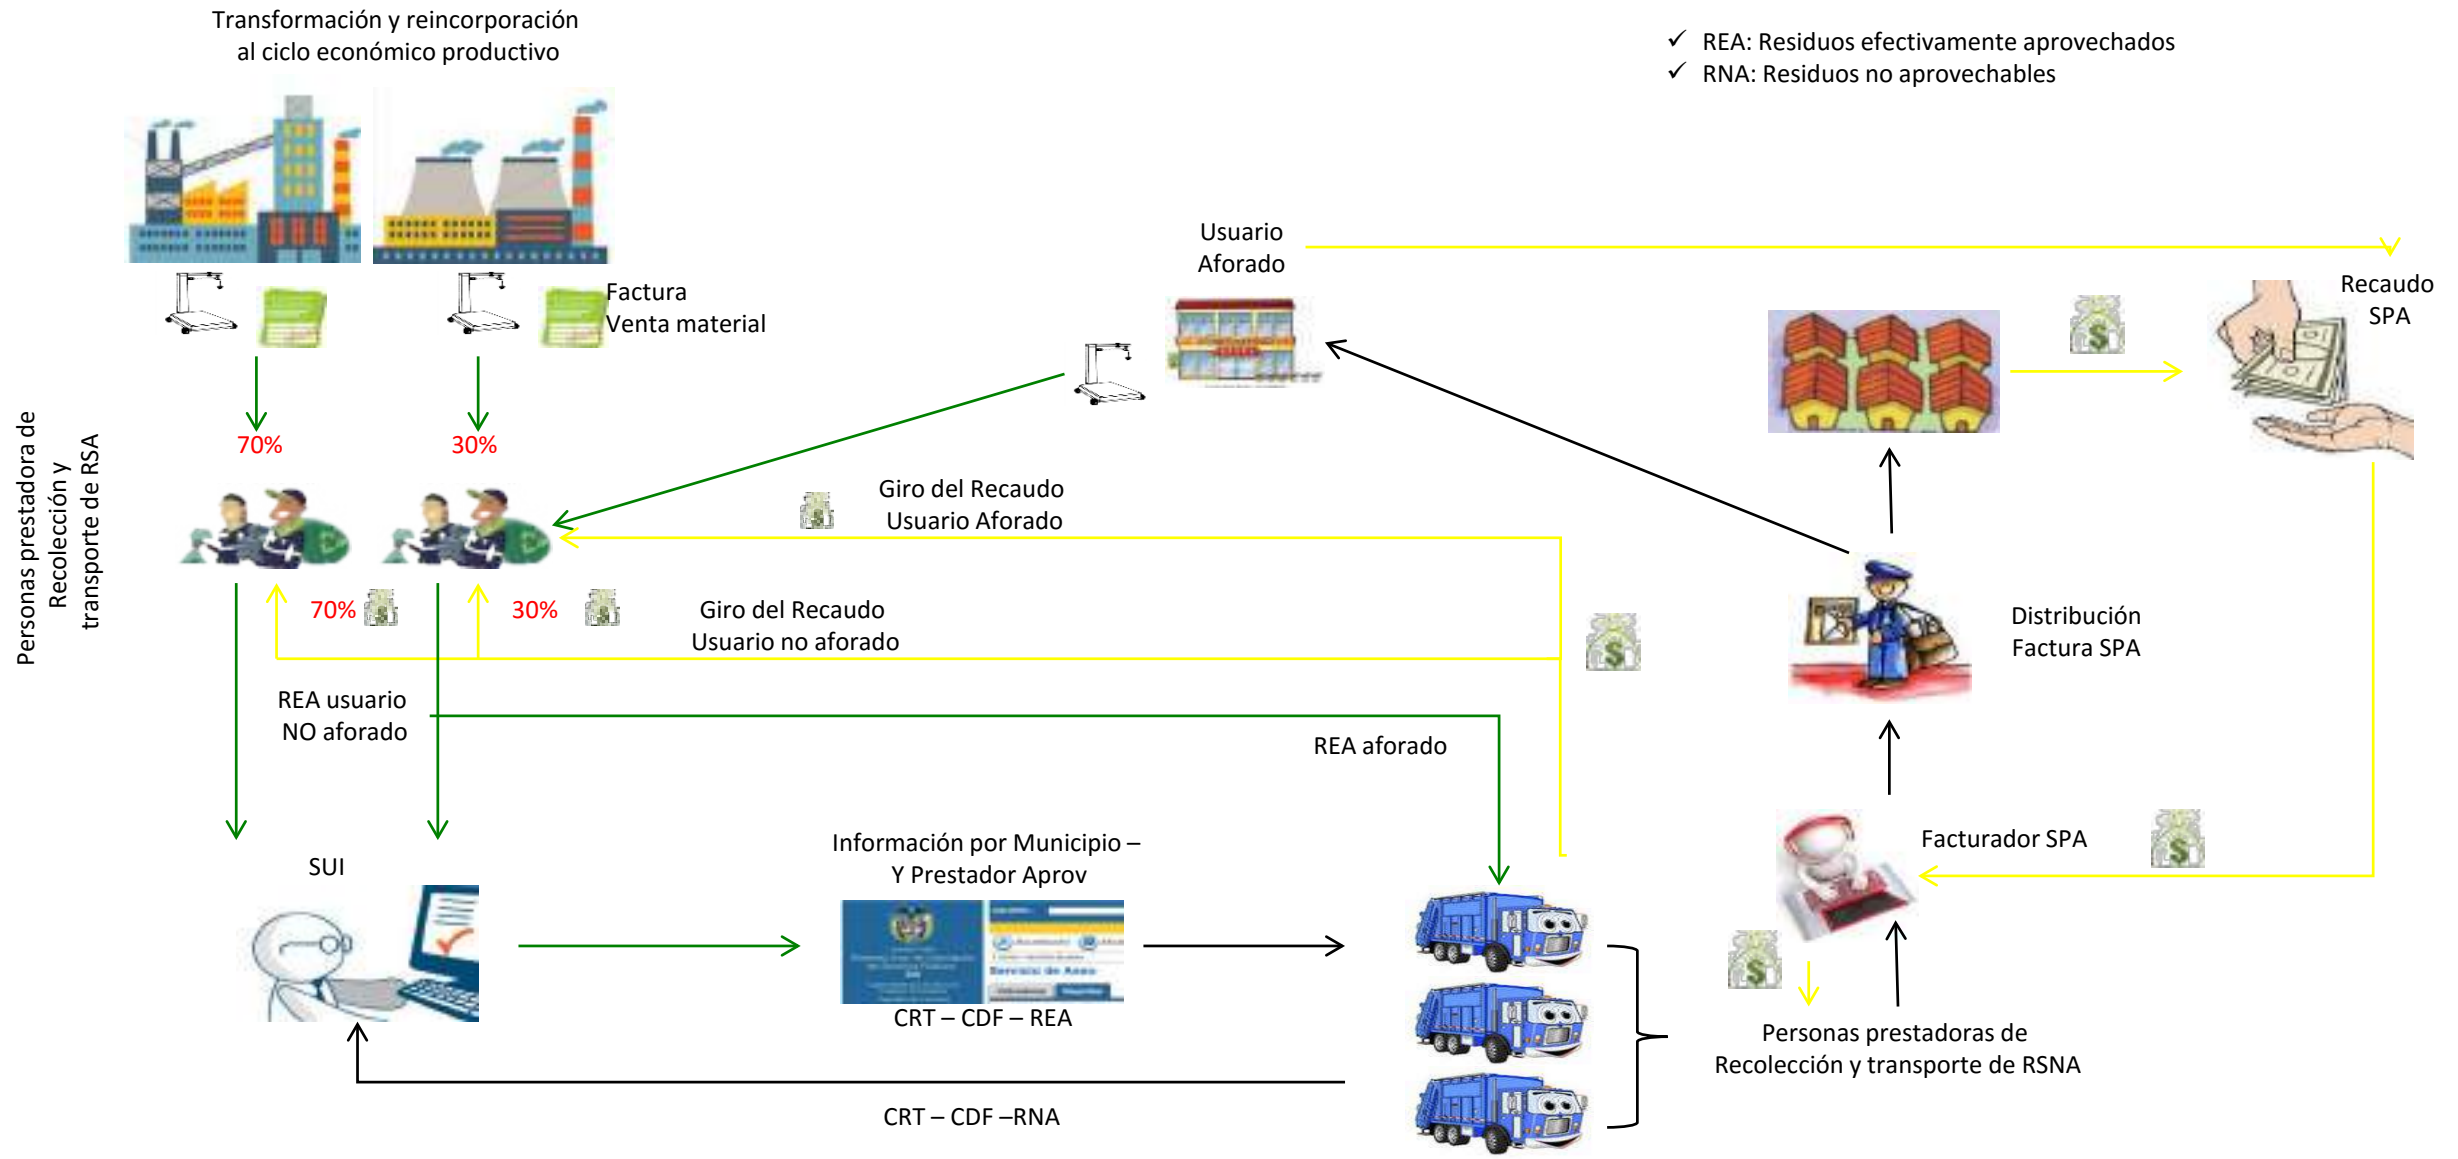 Transformación y reincorporación
al ciclo económico productivo
✓ REA: Residuos efectivamente aprovechados
✓ RNA: Residuos no aprovechables
Factura
Venta material
Usuario
Aforado
Recaudo
SPA
70%
30%
Personas prestadora de
Recolección y
transporte de RSA
Giro del Recaudo
Usuario Aforado
70%
30%
Giro del Recaudo
Usuario no aforado
Distribución
Factura SPA
REA usuario
NO aforado
REA aforado
Facturador SPA
Información por Municipio –
Y Prestador Aprov
SUI
Servicio de Aseo
CRT – CDF – REA
Personas prestadoras de
Recolección y transporte de RSNA
CRT – CDF –RNA